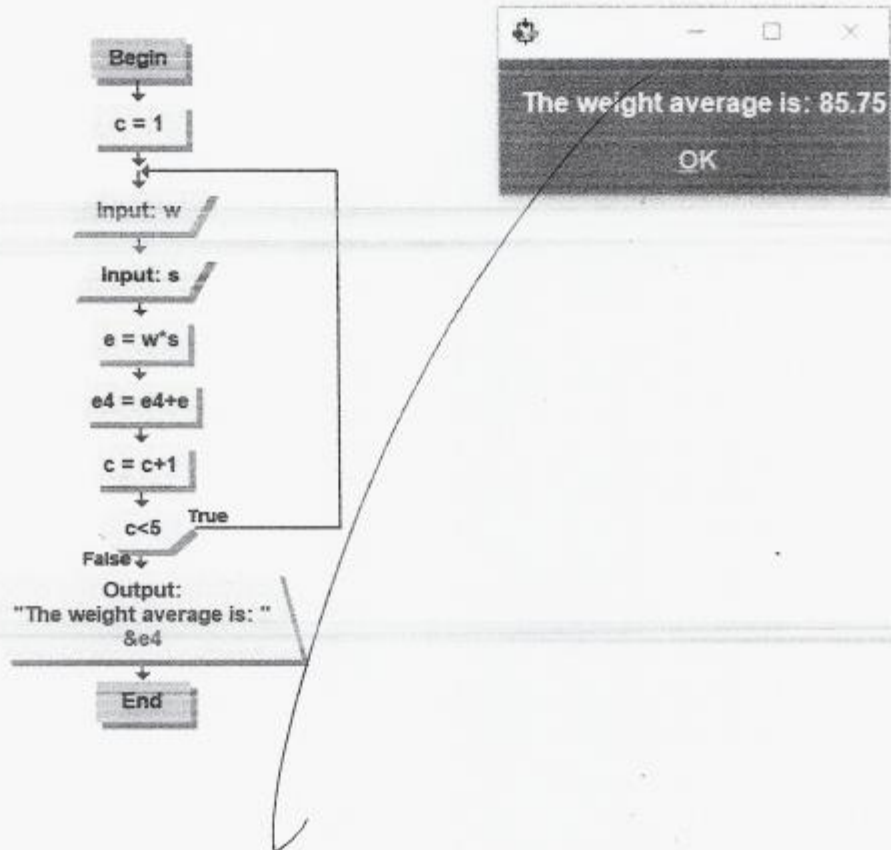 Begin
c = 1
Input: w
Input: s
e = w*s
e4 = e4+e
c = c+1
c<5
True
False
Output:
"The weight average is: "
&e4
End
The weight average is: 85.75
OK